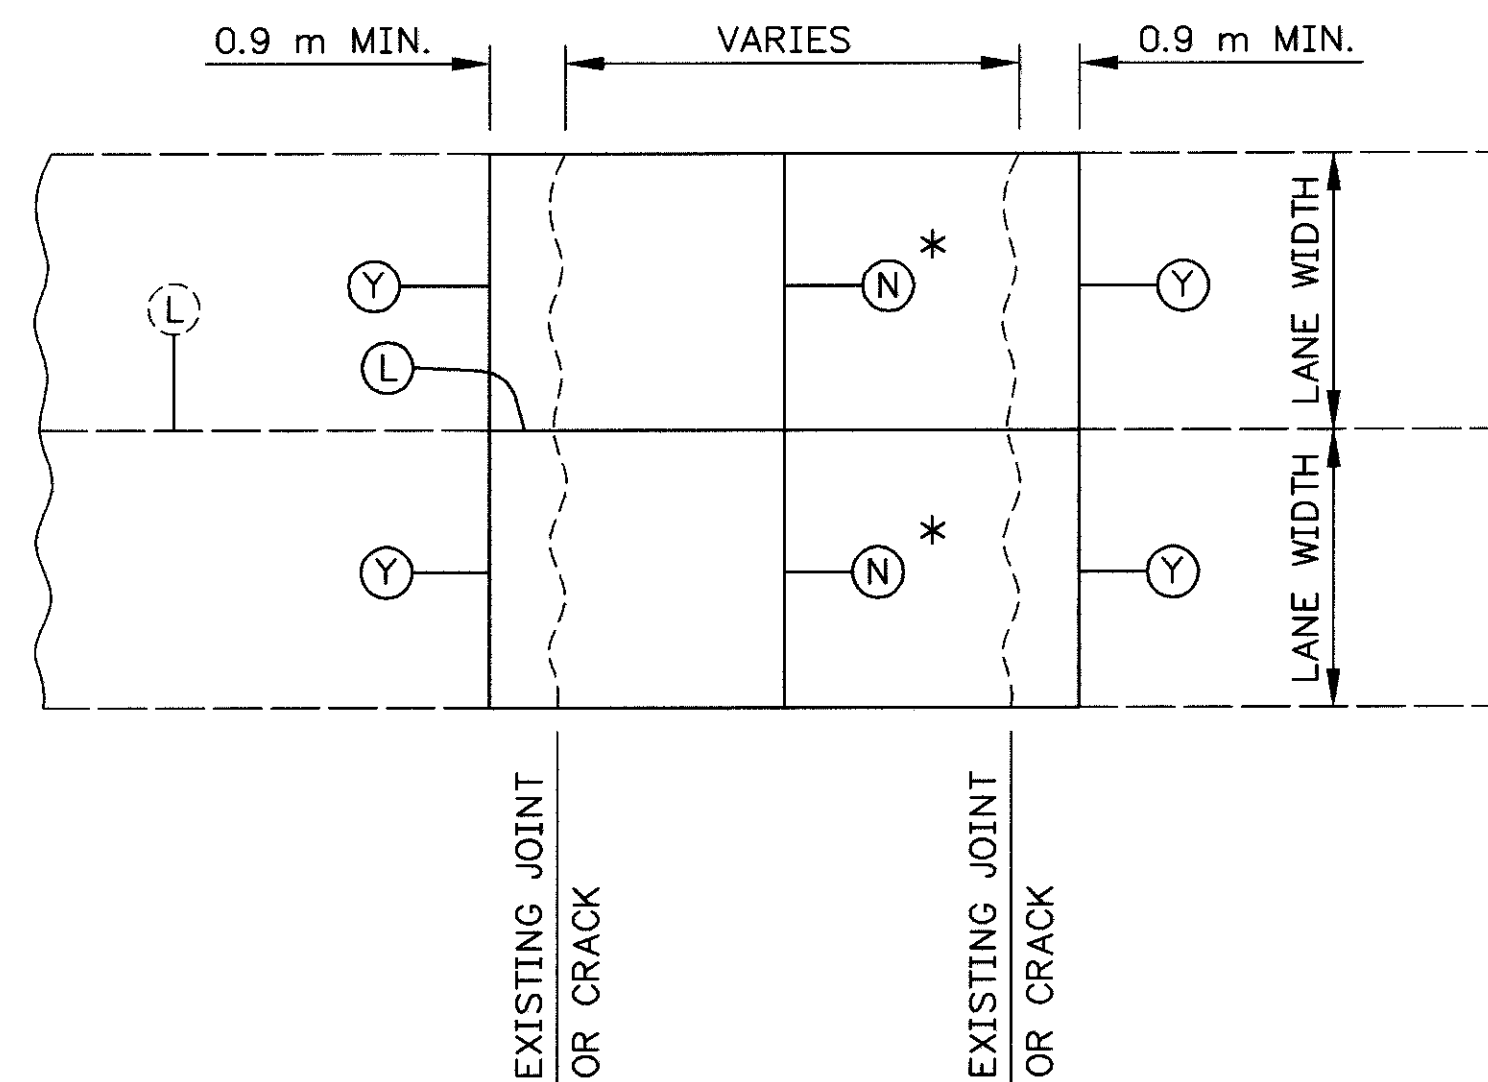 0.9 m MIN.
VARIES
0.9 m MIN.
Y
N *
Y
L
L
Y
N *
Y
LANE WIDTH
LANE WIDTH
EXISTING JOINT
OR CRACK
EXISTING JOINT
OR CRACK